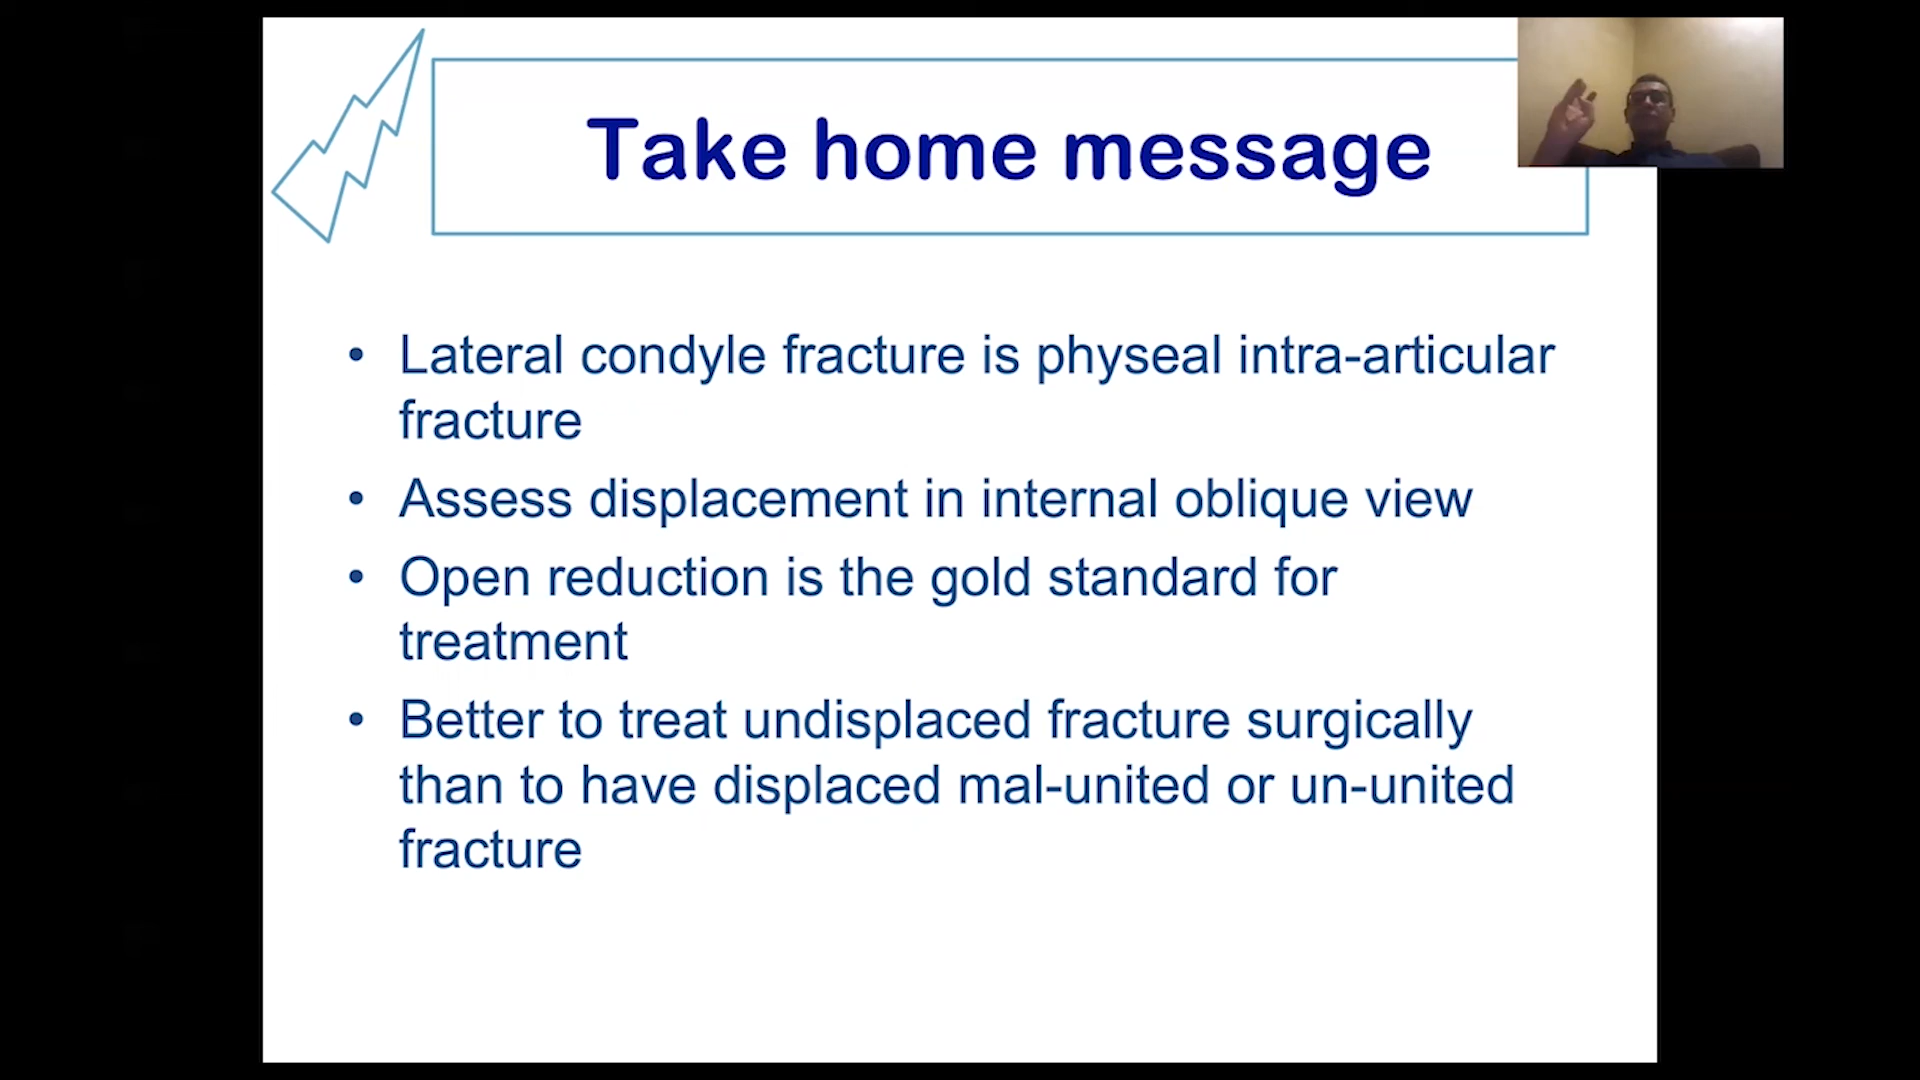 Take home message
• Lateral condyle fracture is physeal intra-articular
fracture
• Assess displacement in internal oblique view
• Open reduction is the gold standard for
treatment
• Better to treat undisplaced fracture surgically
than to have displaced mal-united or un-united
fracture